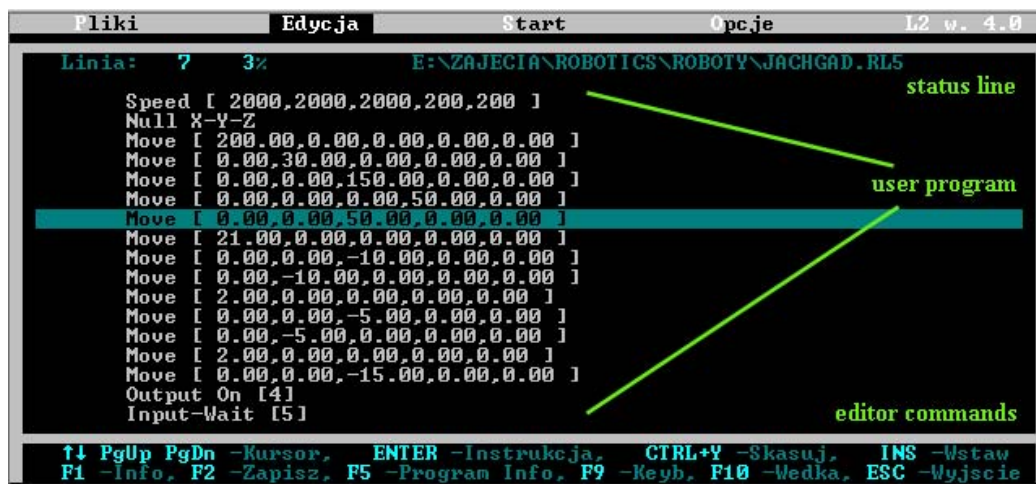 Pliki Edycja Start Opcje L2 w. 4.0
Linia: 7 3% E:\ZAJECIA\ROBOTICS\ROBOTY\JACHGAD.RL5
status line
Speed [ 2000,2000,2000,200,200 ]
Null X-Y-Z
Move [ 200.00,0.00,0.00,0.00,0.00 ]
Move [ 0.00,30.00,0.00,0.00,0.00 ]
Move [ 0.00,0.00,150.00,0.00,0.00 ]
user program
Move [ 0.00,0.00,0.00,50.00,0.00 ]
Move [ 0.00,0.00,50.00,0.00,0.00 ]
Move [ 21.00,0.00,0.00,0.00,0.00 ]
Move [ 0.00,0.00,-10.00,0.00,0.00 ]
Move [ 0.00,-10.00,0.00,0.00,0.00 ]
Move [ 2.00,0.00,0.00,0.00,0.00 ]
Move [ 0.00,0.00,-5.00,0.00,0.00 ]
Move [ 0.00,-5.00,0.00,0.00,0.00 ]
Move [ 2.00,0.00,0.00,0.00,0.00 ]
Move [ 0.00,0.00,-15.00,0.00,0.00 ]
Output On [4]
Input-Wait [5]
editor commands
↑↓ PgUp PgDn -Kursor, ENTER -Instrukcja, CTRL+Y -Skasuj, INS -Wstaw
F1 -Info, F2 -Zapisz, F5 -Program Info, F9 -Keyb, F10 -Wedka, ESC -Wyjscie